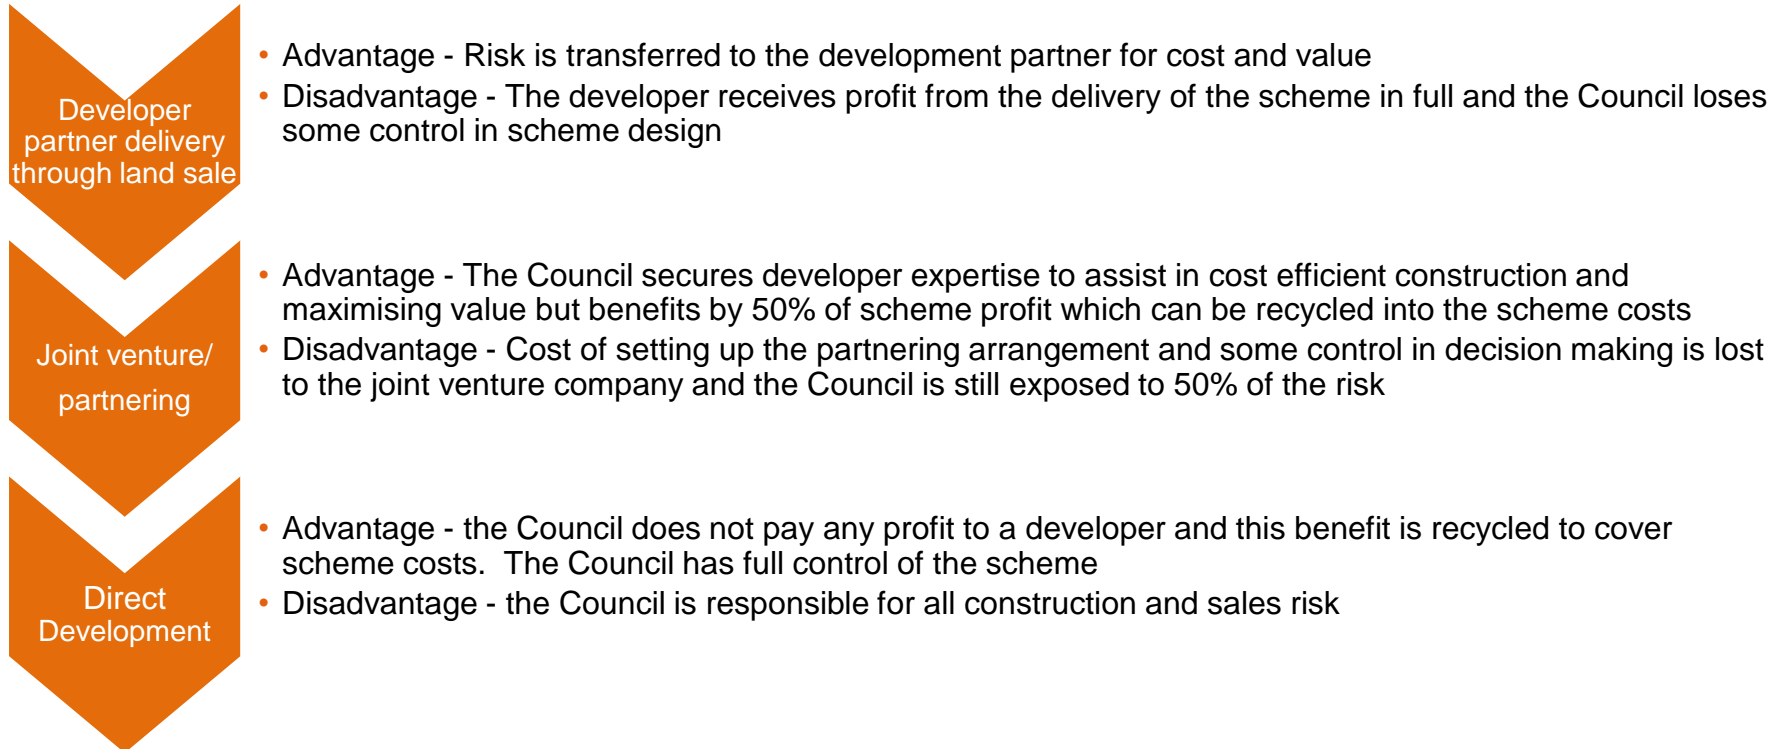 Developer
partner delivery
through land sale
• Advantage - Risk is transferred to the development partner for cost and value
• Disadvantage - The developer receives profit from the delivery of the scheme in full and the Council loses
some control in scheme design
Joint venture/
partnering
• Advantage - The Council secures developer expertise to assist in cost efficient construction and
maximising value but benefits by 50% of scheme profit which can be recycled into the scheme costs
• Disadvantage - Cost of setting up the partnering arrangement and some control in decision making is lost
to the joint venture company and the Council is still exposed to 50% of the risk
Direct
Development
• Advantage - the Council does not pay any profit to a developer and this benefit is recycled to cover
scheme costs.  The Council has full control of the scheme
• Disadvantage - the Council is responsible for all construction and sales risk